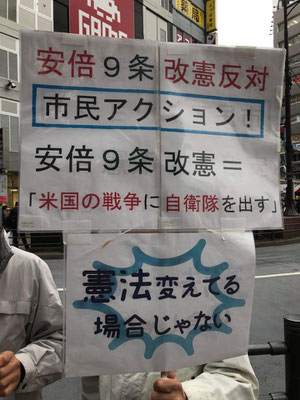 GAME
安倍9条 改憲反対
市民アクション!
安倍9条 改憲=
「米国の戦争に自衛隊を出す」
憲法変えてる
場合じゃない